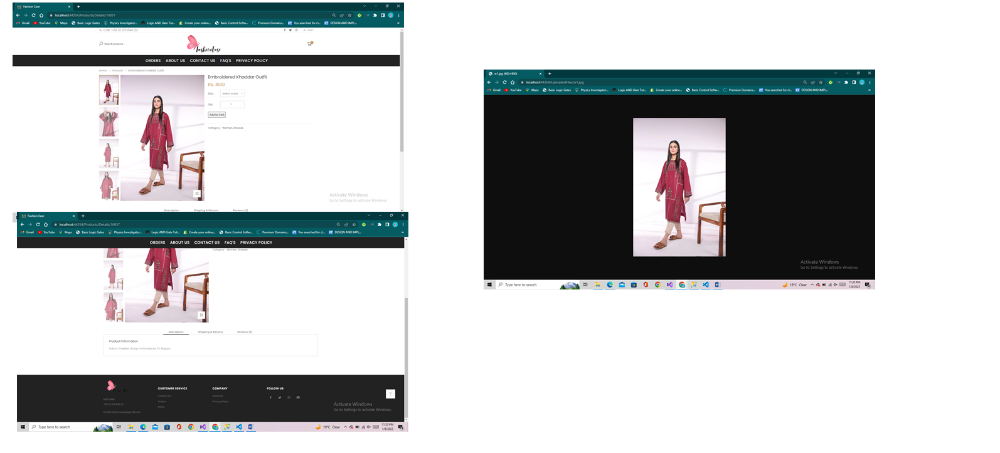 Fashion Ease
localhost:44354/Products/Details/10037
Gmail YouTube Maps Basic Logic Gates Physics Investigator... Logic AND Gate Tut... Create your online... Basic Control Softw... Premium Domains... You searched for cl... DESIGN AND IMPL...
Call: +92 31 125 640 22
Login
Search product ...
FashionEase
ORDERS ABOUT US CONTACT US FAQ'S PRIVACY POLICY
Home Products Embroidered Khaddar Outfit
Embroidered Khaddar Outfit
Rs. 4190
Size: Select a size
Qty: 1
Add to Cart
Category: Women, Dresses
Activate Windows
Go to Settings to activate Windows.
Description Shipping & Returns Reviews (2)
Fashion Ease
localhost:44354/Products/Details/10037
Gmail YouTube Maps Basic Logic Gates Physics Investigator... Logic AND Gate Tut... Create your online... Basic Control Softw... Premium Domains... You searched for cl... DESIGN AND IMPL...
ORDERS ABOUT US CONTACT US FAQ'S PRIVACY POLICY
Category: Women, Dresses
Description Shipping & Returns Reviews (2)
Product Information
Fabric: Khaddar Design: Embroidered Fit: Regular
CUSTOMER SERVICE COMPANY FOLLOW US
Contact Us About Us
Orders Privacy Policy
FAQ's
Activate Windows
Go to Settings to activate Windows.
Type here to search
19°C Clear
11:20 PM
1/8/2023
w1.jpg (600×900)
localhost:44354/UploadedFiles/w1.jpg
Gmail YouTube Maps Basic Logic Gates Physics Investigator... Logic AND Gate Tut... Create your online... Basic Control Softw... Premium Domains... You searched for cl... DESIGN AND IMPL...
Activate Windows
Go to Settings to activate Windows.
Type here to search
19°C Clear
11:20 PM
1/8/2023